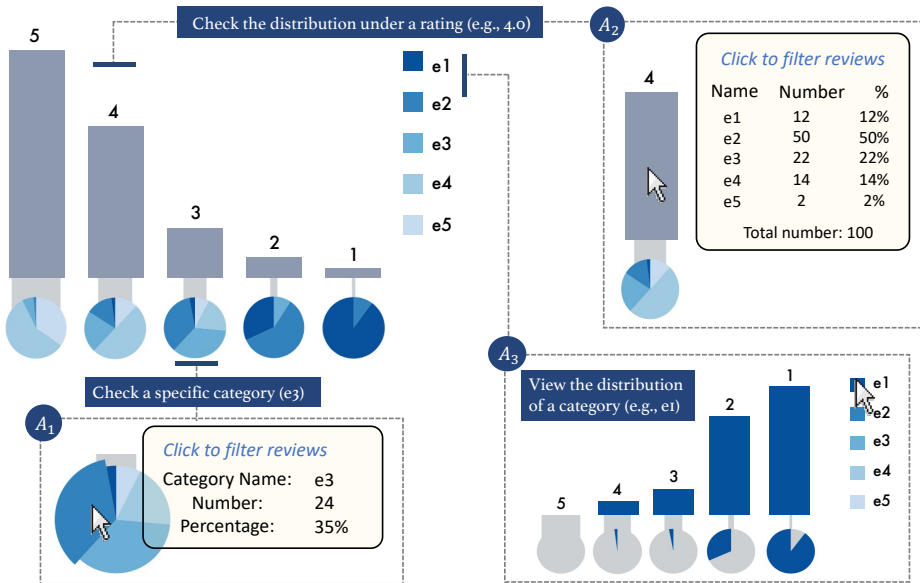 Check the distribution under a rating (e.g., 4.0)
5
4
3
2
1
e1
e2
e3
e4
e5
A2
4
Click to filter reviews
Name Number %
e1 12 12%
e2 50 50%
e3 22 22%
e4 14 14%
e5 2 2%
Total number: 100
Check a specific category (e3)
A1
Click to filter reviews
Category Name: e3
Number: 24
Percentage: 35%
A3
View the distribution
of a category (e.g., e1)
5
4
3
2
1
e1
e2
e3
e4
e5